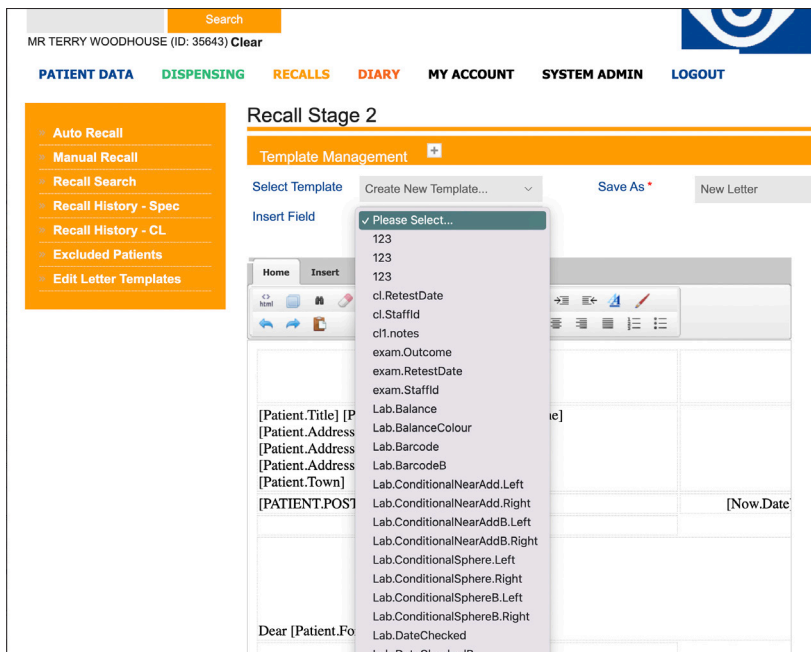 Search
MR TERRY WOODHOUSE (ID: 35643) Clear
PATIENT DATA DISPENSING RECALLS DIARY MY ACCOUNT SYSTEM ADMIN LOGOUT
Auto Recall
Manual Recall
Recall Search
Recall History - Spec
Recall History - CL
Excluded Patients
Edit Letter Templates
Recall Stage 2
Template Management +
Select Template Create New Template... Save As * New Letter
Insert Field
✓ Please Select...
123
123
123
cl.RetestDate
cl.StaffId
cl1.notes
exam.Outcome
exam.RetestDate
exam.StaffId
Lab.Balance
Lab.BalanceColour
Lab.Barcode
Lab.BarcodeB
Lab.ConditionalNearAdd.Left
Lab.ConditionalNearAdd.Right
Lab.ConditionalNearAddB.Left
Lab.ConditionalNearAddB.Right
Lab.ConditionalSphere.Left
Lab.ConditionalSphere.Right
Lab.ConditionalSphereB.Left
Lab.ConditionalSphereB.Right
Lab.DateChecked
Home Insert
html
[Patient.Title] [P
[Patient.Address
[Patient.Address
[Patient.Address
[Patient.Town]
[PATIENT.POST
[Now.Date
Dear [Patient.Fo